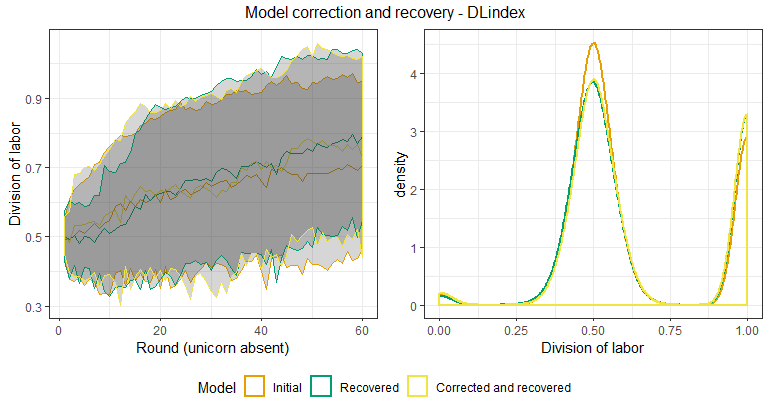 Model correction and recovery - DLindex
Division of labor
0.9
0.7
0.5
0.3
0
20
40
60
Round (unicorn absent)
density
4
3
2
1
0
0.00
0.25
0.50
0.75
1.00
Division of labor
Model
Initial
Recovered
Corrected and recovered